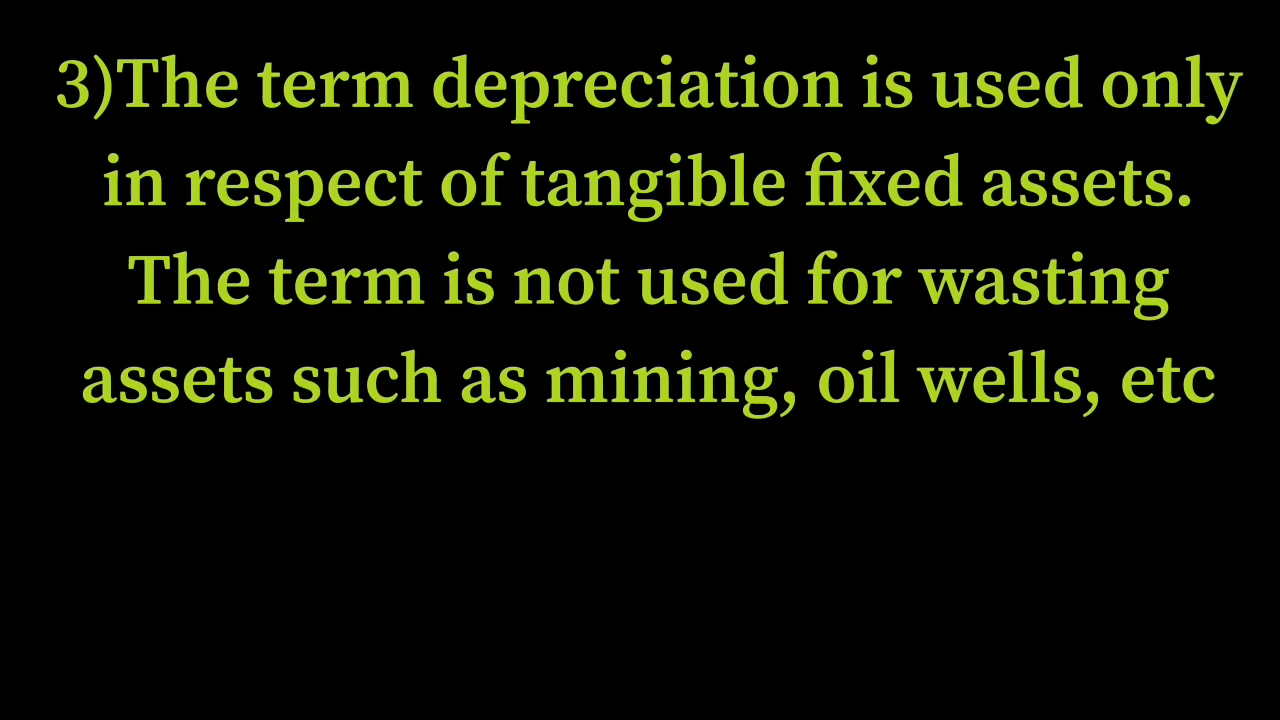 3)The term depreciation is used only
in respect of tangible fixed assets.
The term is not used for wasting
assets such as mining, oil wells, etc